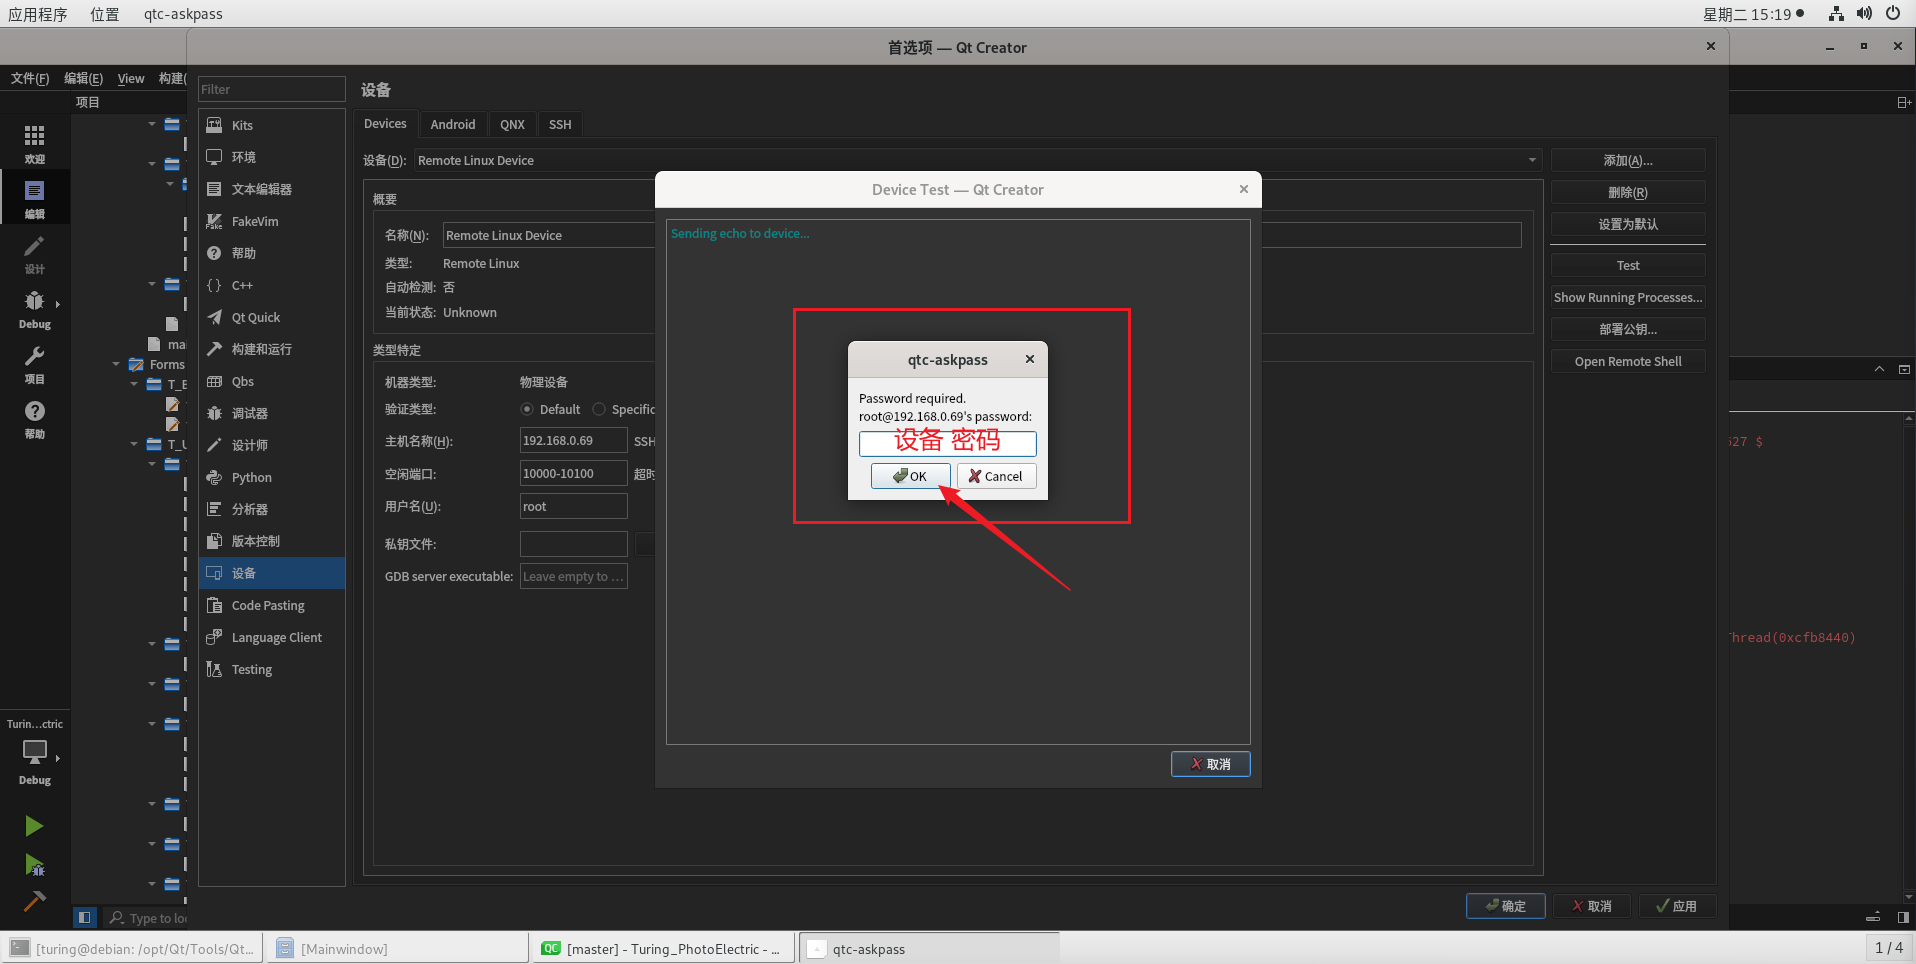 应用程序 位置 qtc-askpass 星期二 15:19
首选项 — Qt Creator
文件(F) 编辑(E) View 构建(
项目
欢迎
编辑
设计
Debug
项目
帮助
mai
Forms
T_E
T_U
Turin...ctric
Debug
Type to loc
Filter
Kits
环境
文本编辑器
FakeVim
帮助
C++
Qt Quick
构建和运行
Qbs
调试器
设计师
Python
分析器
版本控制
设备
Code Pasting
Language Client
Testing
设备
Devices Android QNX SSH
设备(D): Remote Linux Device
概要
名称(N): Remote Linux Device
类型: Remote Linux
自动检测: 否
当前状态: Unknown
类型特定
机器类型: 物理设备
验证类型: Default Specific
主机名称(H): 192.168.0.69 SSH
空闲端口: 10000-10100 超时
用户名(U): root
私钥文件:
GDB server executable: Leave empty to ...
添加(A)...
删除(R)
设置为默认
Test
Show Running Processes...
部署公钥...
Open Remote Shell
Device Test — Qt Creator
Sending echo to device...
qtc-askpass
Password required.
root@192.168.0.69's password:
设备 密码
OK Cancel
取消
527 $
Thread(0xcfb8440)
确定 取消 应用
[turing@debian: /opt/Qt/Tools/Qt... [Mainwindow] QC [master] - Turing_PhotoElectric - ... qtc-askpass 1 / 4